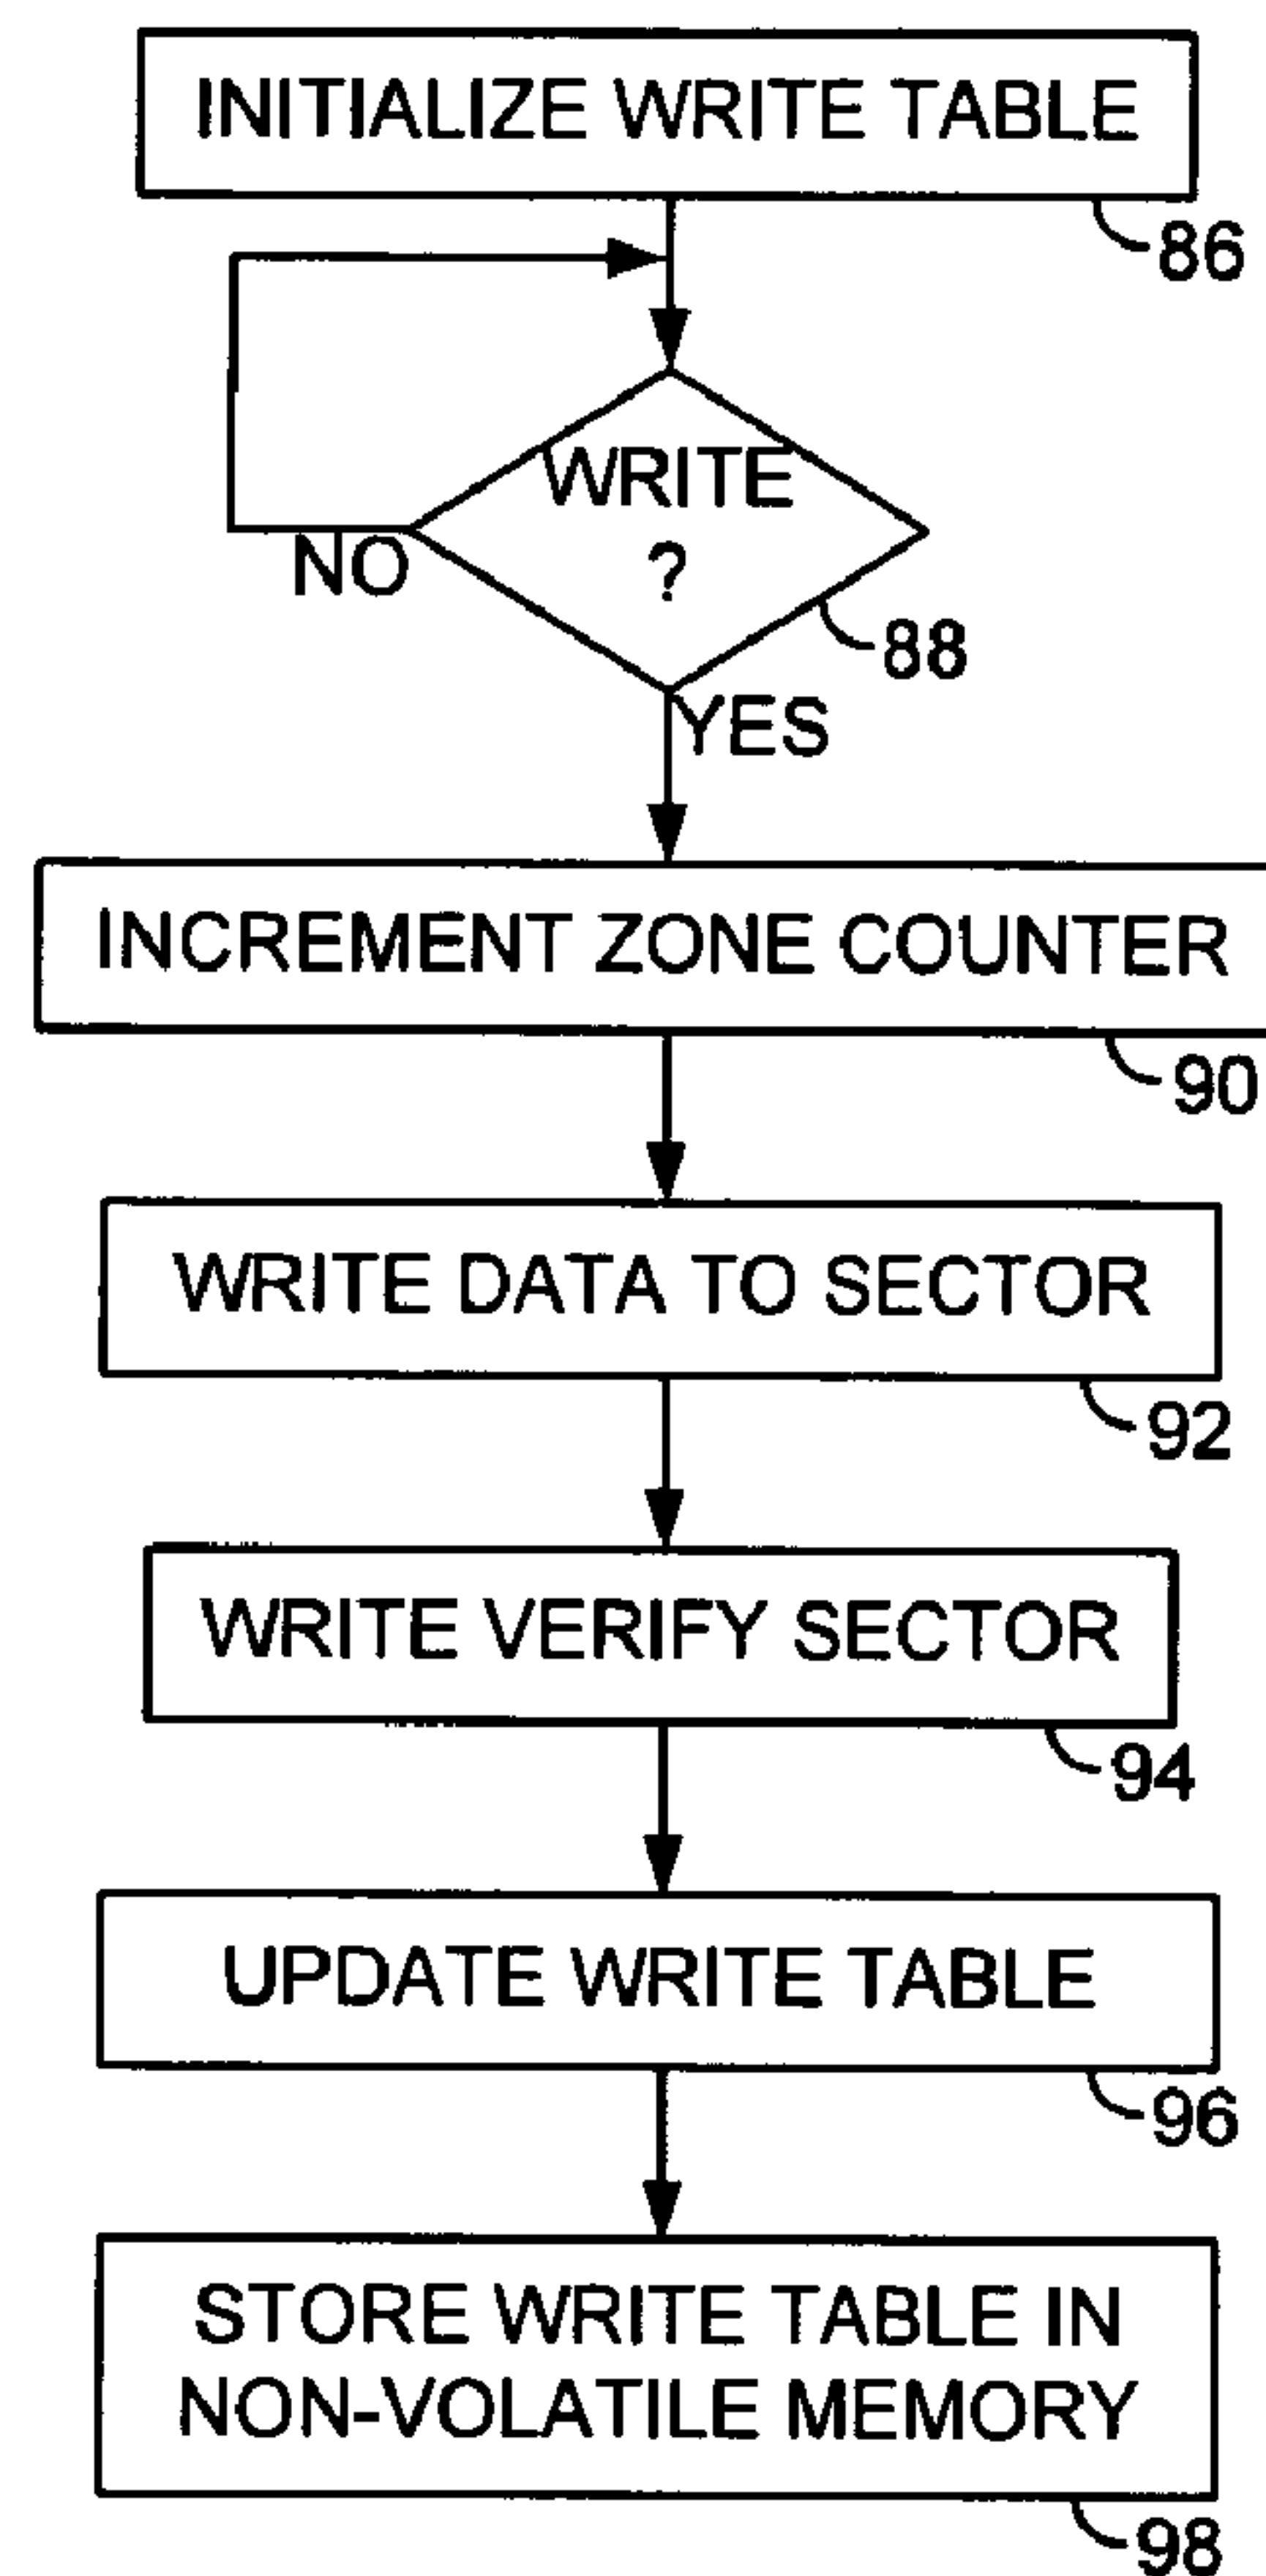 INITIALIZE WRITE TABLE
86
WRITE
?
NO
88
YES
INCREMENT ZONE COUNTER
90
WRITE DATA TO SECTOR
92
WRITE VERIFY SECTOR
94
UPDATE WRITE TABLE
96
STORE WRITE TABLE IN
NON-VOLATILE MEMORY
98